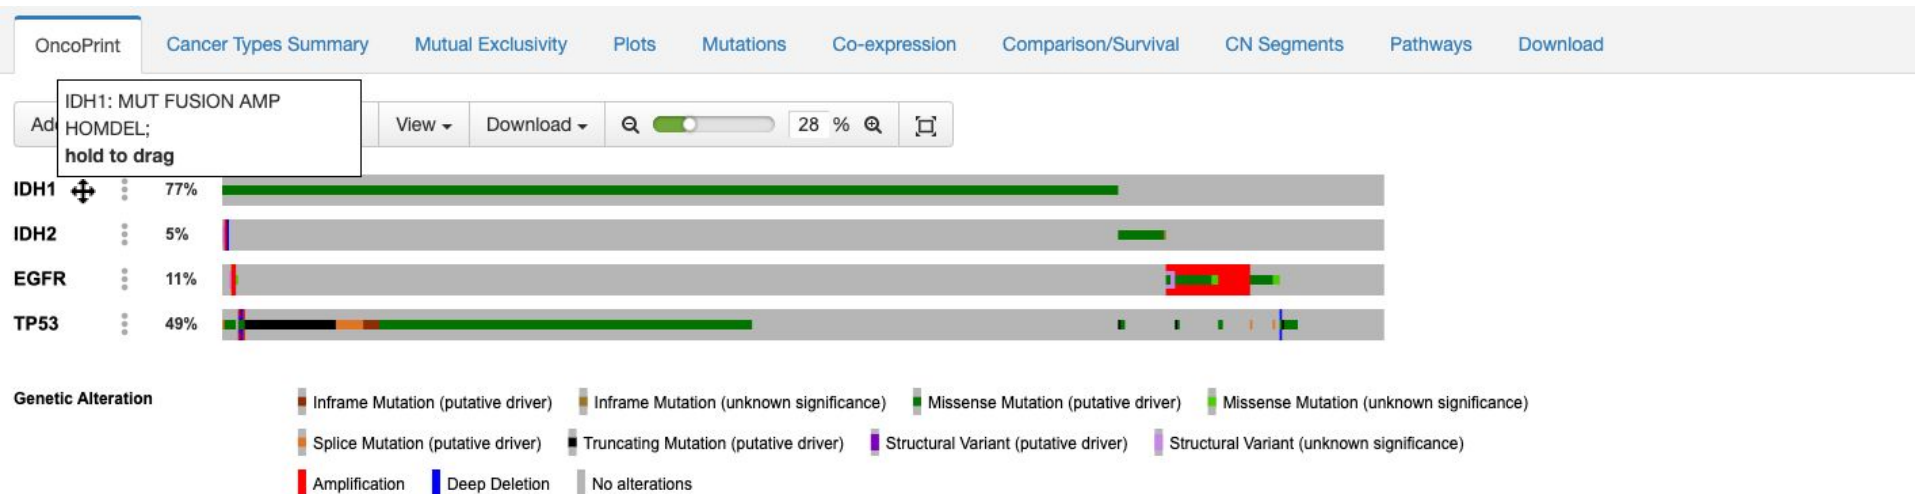 OncoPrint Cancer Types Summary Mutual Exclusivity Plots Mutations Co-expression Comparison/Survival CN Segments Pathways Download
IDH1: MUT FUSION AMP
HOMDEL;
hold to drag
Ad View Download 28 %
IDH1 77%
IDH2 5%
EGFR 11%
TP53 49%
Genetic Alteration Inframe Mutation (putative driver) Inframe Mutation (unknown significance) Missense Mutation (putative driver) Missense Mutation (unknown significance)
Splice Mutation (putative driver) Truncating Mutation (putative driver) Structural Variant (putative driver) Structural Variant (unknown significance)
Amplification Deep Deletion No alterations